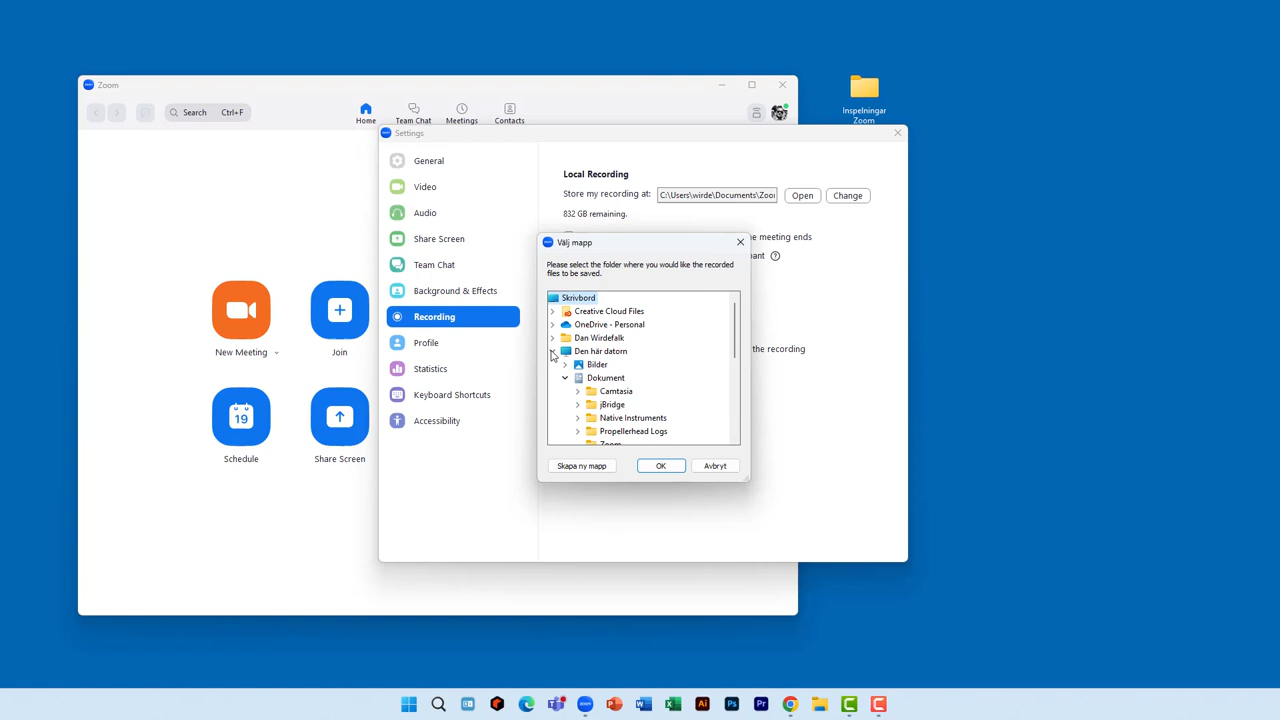 Zoom
Search Ctrl+F
Home
Team Chat
Meetings
Contacts
Inspelningar
Zoom
Settings
General
Video
Audio
Share Screen
Team Chat
Background & Effects
Recording
Profile
Statistics
Keyboard Shortcuts
Accessibility
New Meeting
Join
Schedule
19
Share Screen
Local Recording
Store my recording at: C:\Users\wirde\Documents\Zoo Open Change
832 GB remaining.
e meeting ends
ant ?
the recording
Välj mapp
Please select the folder where you would like the recorded
files to be saved.
Skrivbord
Creative Cloud Files
OneDrive - Personal
Dan Wirdefalk
Den här datorn
Bilder
Dokument
Camtasia
jBridge
Native Instruments
Propellerhead Logs
Zoom
Skapa ny mapp OK Avbryt